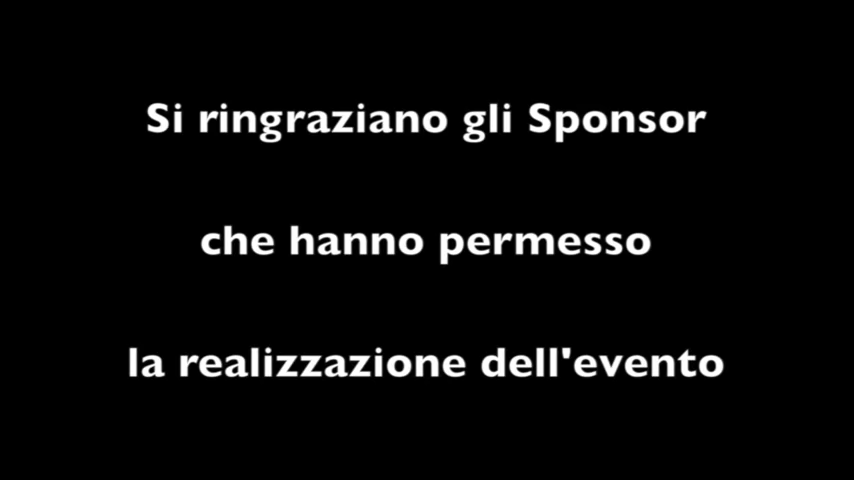 Si ringraziano gli Sponsor
che hanno permesso
la realizzazione dell'evento